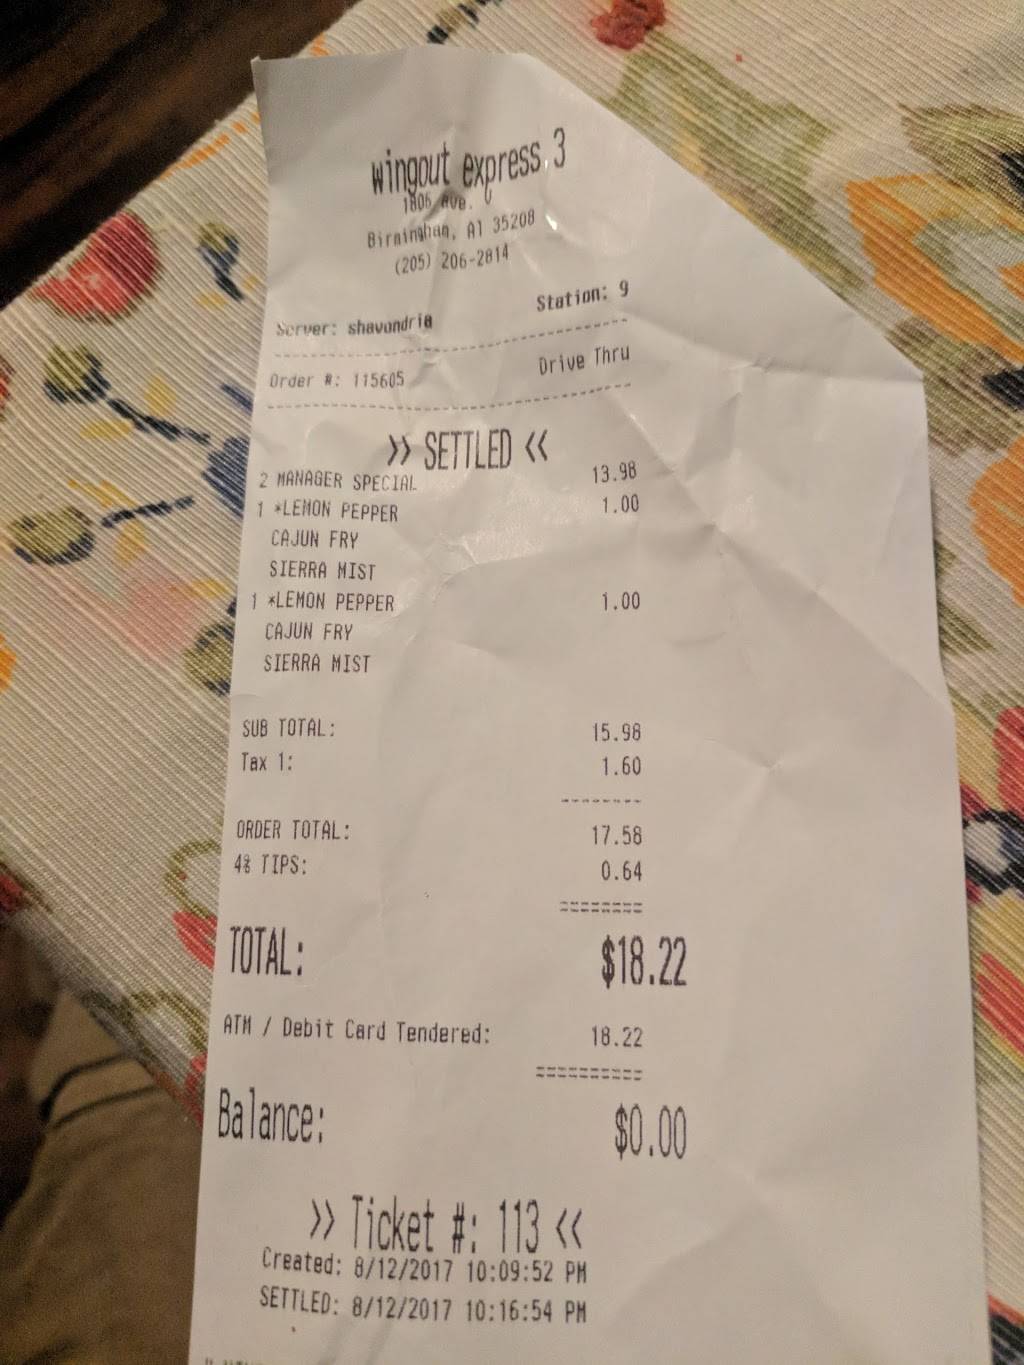 wingout express 3
1806 Ave. U
Birmingham, Al 35208
(205) 206-2814
Station: 9
Server: shavondria
Drive Thru
Order #: 115605
>> SETTLED <<
2 MANAGER SPECIAL 13.98
1 *LEMON PEPPER 1.00
CAJUN FRY
SIERRA MIST
1 *LEMON PEPPER 1.00
CAJUN FRY
SIERRA MIST
SUB TOTAL: 15.98
Tax 1: 1.60
ORDER TOTAL: 17.58
4% TIPS: 0.64
TOTAL: $18.22
ATM / Debit Card Tendered: 18.22
Balance: $0.00
>> Ticket #: 113 <<
Created: 8/12/2017 10:09:52 PM
SETTLED: 8/12/2017 10:16:54 PM